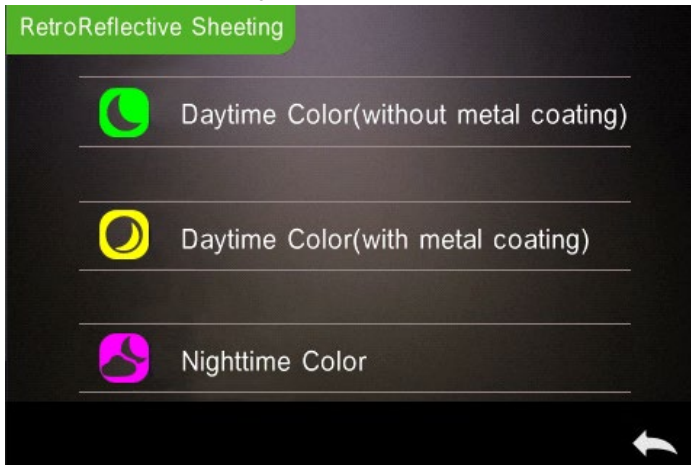 RetroReflective Sheeting
Daytime Color(without metal coating)
Daytime Color(with metal coating)
Nighttime Color